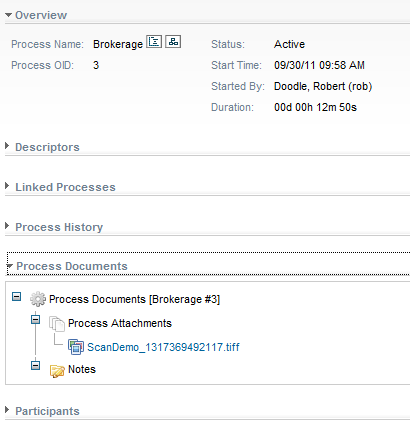 Overview
Process Name: Brokerage Status: Active
Process OID: 3 Start Time: 09/30/11 09:58 AM
Started By: Doodle, Robert (rob)
Duration: 00d 00h 12m 50s
Descriptors
Linked Processes
Process History
Process Documents
Process Documents [Brokerage #3]
Process Attachments
ScanDemo_1317369492117.tiff
Notes
Participants